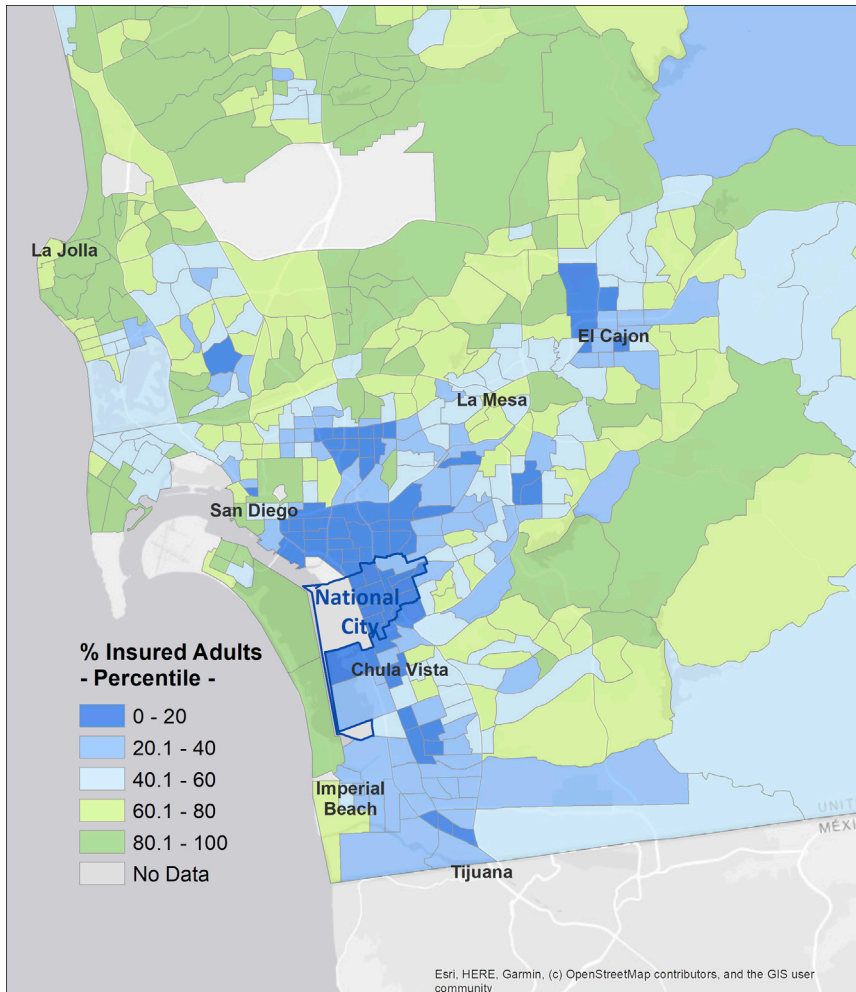 La Jolla
El Cajon
La Mesa
San Diego
National
City
% Insured Adults
- Percentile -
Chula Vista
0 - 20
20.1 - 40
40.1 - 60
60.1 - 80
80.1 - 100
No Data
Imperial
Beach
UNIT
MÉXI
Tijuana
Esri, HERE, Garmin, (c) OpenStreetMap contributors, and the GIS user
community